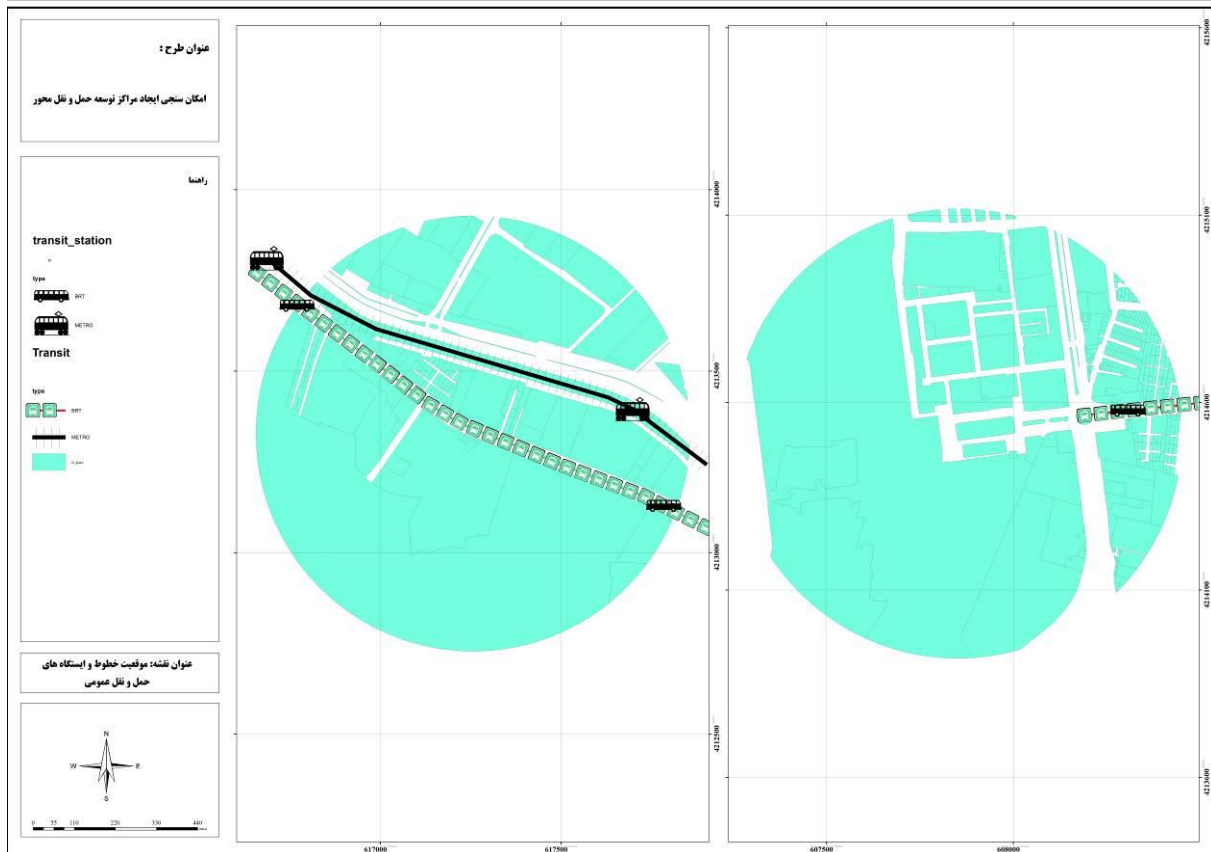 عنوان طرح :
امکان سنجی ایجاد مراکز توسعه حمل و نقل محور
راهنما
transit_station
type
BRT
METRO
Transit
type
BRT
METRO
عنوان نقشه: موقعیت خطوط و ایستگاه های
حمل و نقل عمومی
N
W E
S
0 55 110 220 330 440
4214000
4213500
4213000
4212500
617000 617500
4215600
4215100
4214600
4214100
4213600
607500 608000